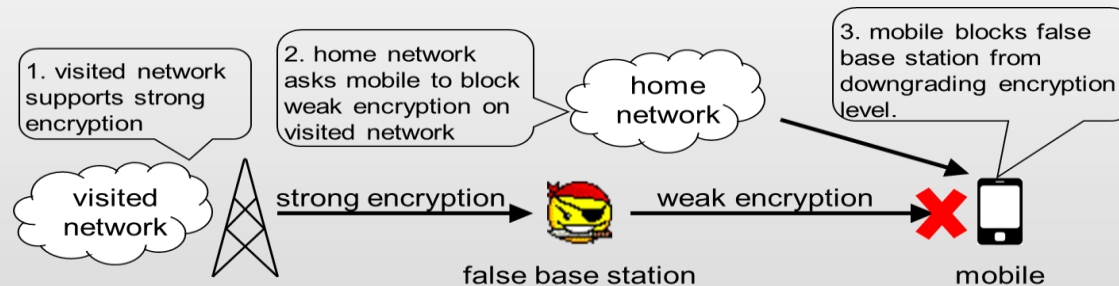 1. visited network
supports strong
encryption
2. home network
asks mobile to block
weak encryption on
visited network
home
network
3. mobile blocks false
base station from
downgrading encryption
level.
visited
network
strong encryption
weak encryption
false base station
mobile